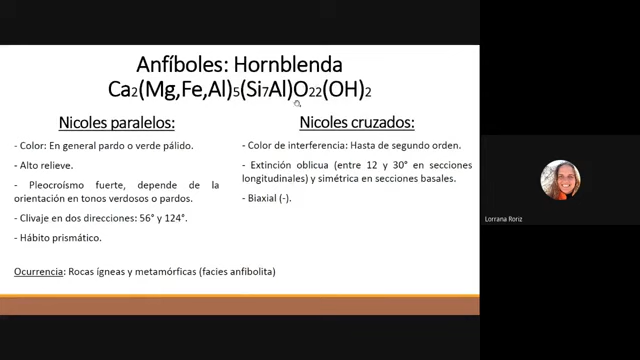 Anfíboles: Hornblenda
Ca2(Mg,Fe,Al)5(Si7Al)O22(OH)2
Nicoles paralelos:
- Color: En general pardo o verde pálido.
- Alto relieve.
- Pleocroísmo fuerte, depende de la
orientación en tonos verdosos o pardos.
- Clivaje en dos direcciones: 56° y 124°.
- Hábito prismático.
Nicoles cruzados:
- Color de interferencia: Hasta de segundo orden.
- Extinción oblicua (entre 12 y 30° en secciones
longitudinales) y simétrica en secciones basales.
- Biaxial (-).
Ocurrencia: Rocas ígneas y metamórficas (facies anfibolita)
Lorrana Roriz